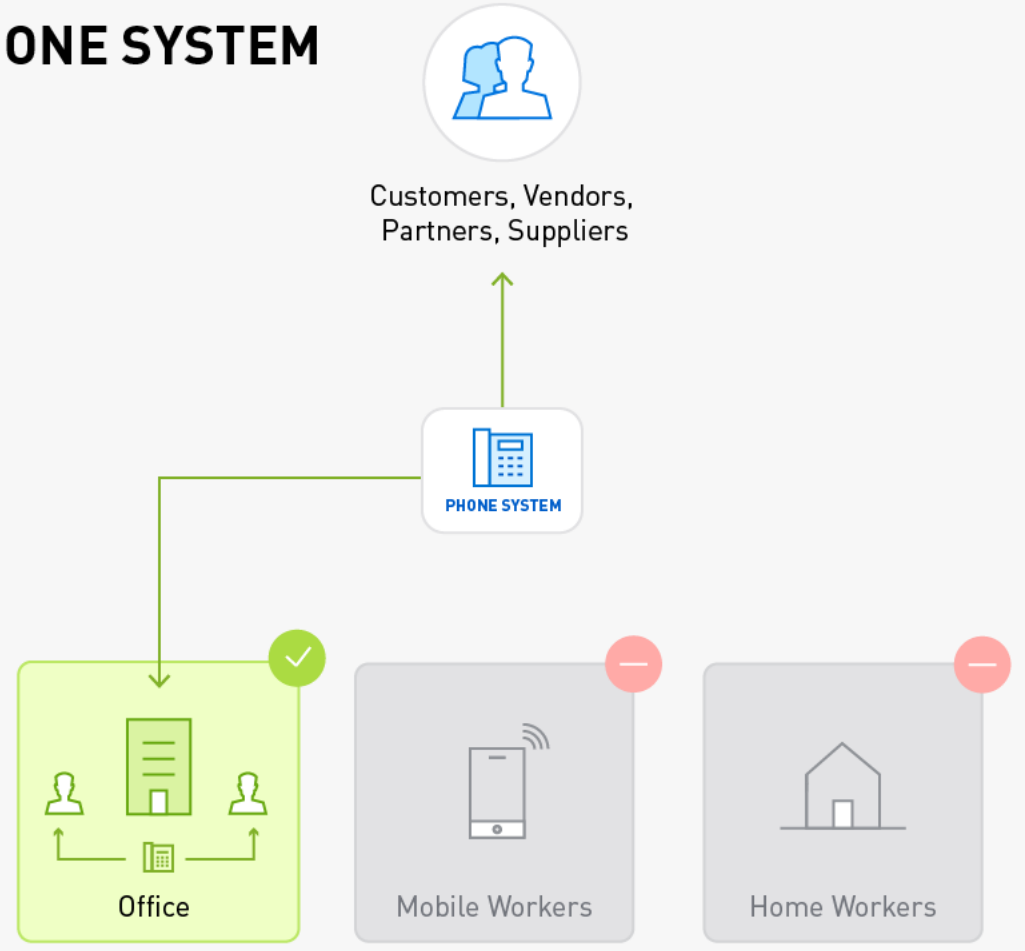 ONE SYSTEM
Customers, Vendors,
Partners, Suppliers
PHONE SYSTEM
Office
Mobile Workers
Home Workers